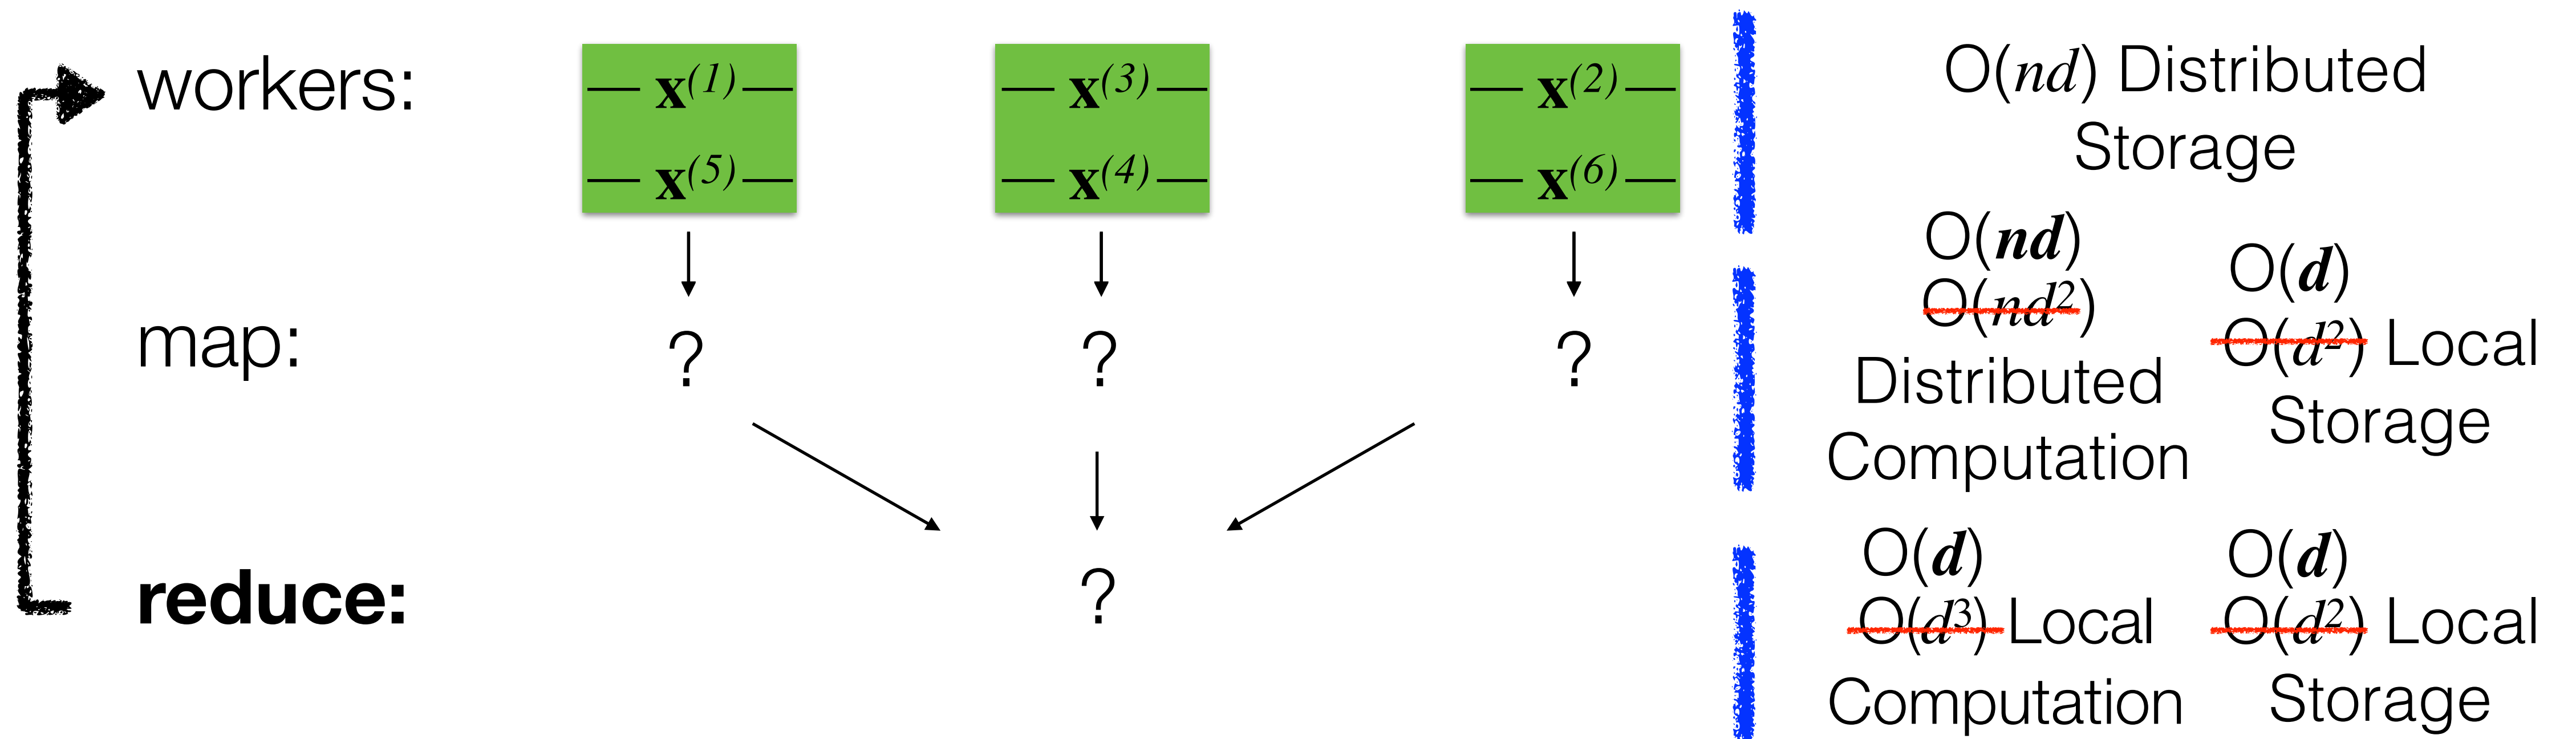 workers:
— x⁽¹⁾ —
— x⁽⁵⁾ —
— x⁽³⁾ —
— x⁽⁴⁾ —
— x⁽²⁾ —
— x⁽⁶⁾ —
O(nd) Distributed
Storage
map:
?
?
?
O(nd)
O(nd²)
Distributed
Computation
O(d)
O(d²) Local
Storage
reduce:
?
O(d)
O(d³) Local
Computation
O(d)
O(d²) Local
Storage